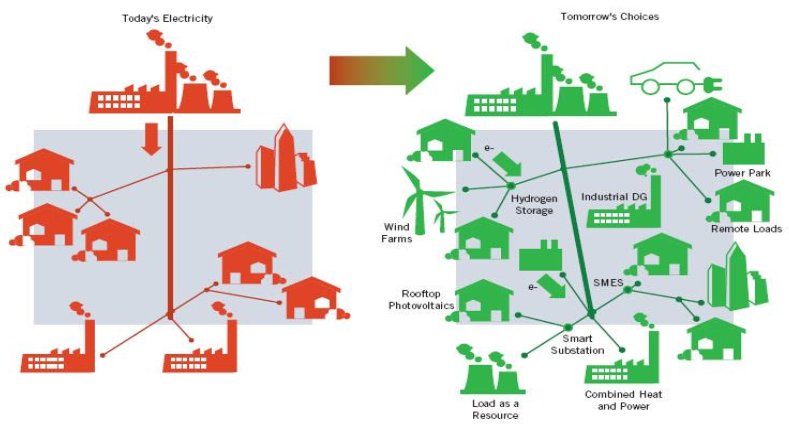 Today's Electricity
Tomorrow's Choices
e-
Power Park
Hydrogen
Storage
Industrial DG
Wind
Farms
Remote Loads
Rooftop
Photovoltaics
e-
SMES
Smart
Substation
Load as a
Resource
Combined Heat
and Power